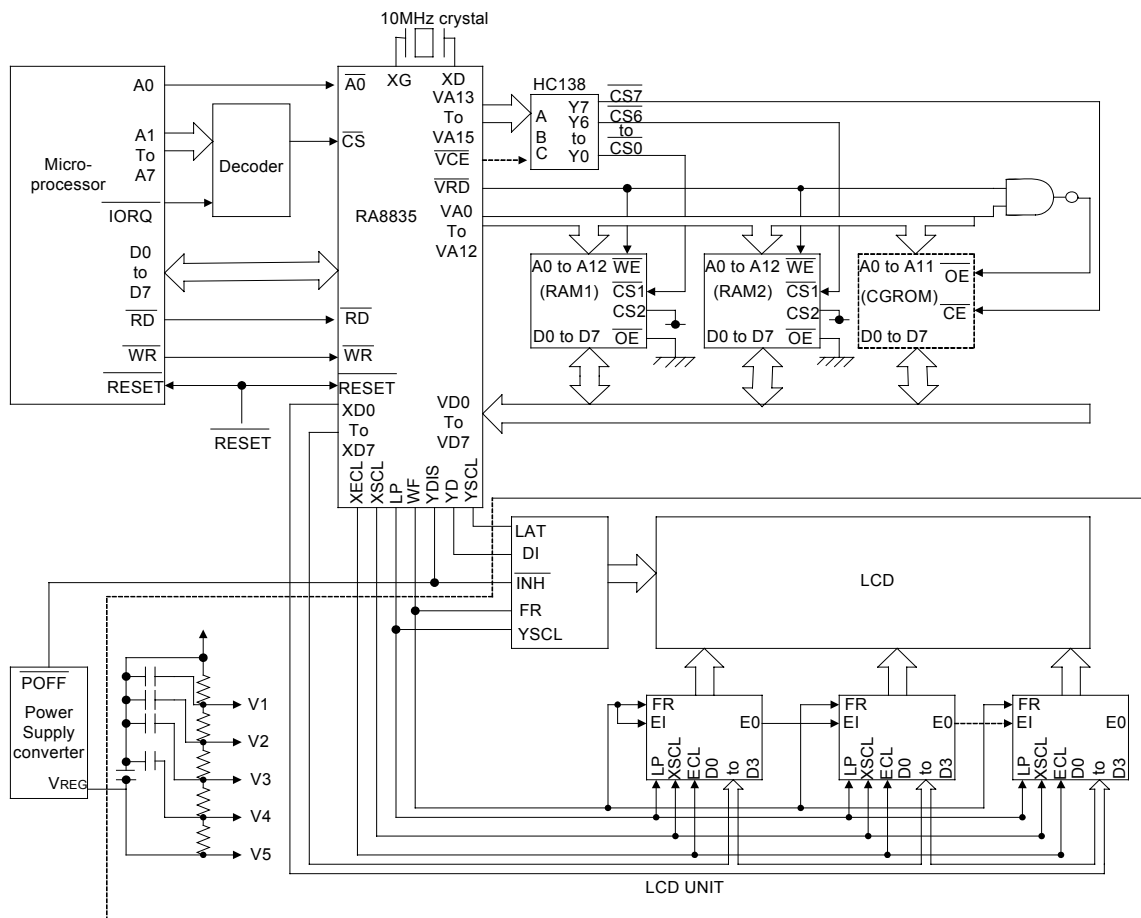 10MHz crystal
Micro-
processor
A0
A1
To
A7
IORQ
D0
to
D7
RD
WR
RESET
Decoder
RESET
XG
XD
A0
CS
RD
WR
RESET
XD0
To
XD7
RA8835
VA13
To
VA15
VCE
VRD
VA0
To
VA12
VD0
To
VD7
XECL
XSCL
LP
WF
YDIS
YD
YSCL
HC138
A
B
C
Y7
Y6
to
Y0
CS7
CS6
to
CS0
A0 to A12
(RAM1)
D0 to D7
WE
CS1
CS2
OE
A0 to A12
(RAM2)
D0 to D7
WE
CS1
CS2
OE
A0 to A11
(CGROM)
D0 to D7
OE
CE
LAT
DI
INH
FR
YSCL
LCD
POFF
Power
Supply
converter
VREG
V1
V2
V3
V4
V5
FR
EI
E0
LP
XSCL
ECL
D0
to
D3
FR
EI
E0
LP
XSCL
ECL
D0
to
D3
FR
EI
E0
LP
XSCL
ECL
D0
to
D3
LCD UNIT